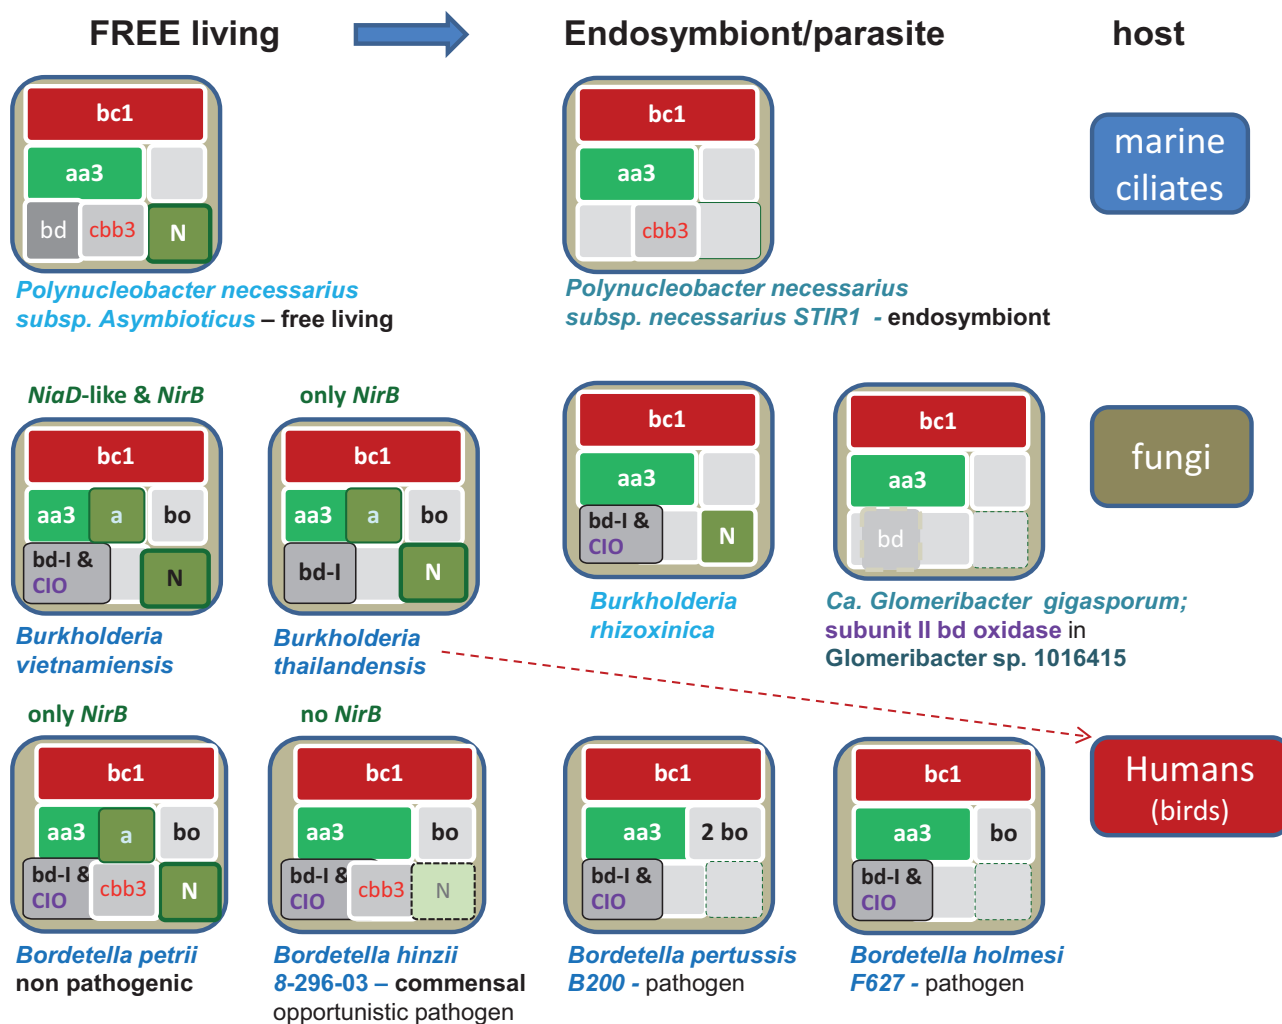 FREE living
Endosymbiont/parasite
host
bc1
aa3
bd
cbb3
N
Polynucleobacter necessarius
subsp. Asymbioticus – free living
bc1
aa3
cbb3
Polynucleobacter necessarius
subsp. necessarius STIR1 - endosymbiont
marine
ciliates
NiaD-like & NirB
bc1
aa3
a
bo
bd-I &
CIO
N
Burkholderia
vietnamiensis
only NirB
bc1
aa3
a
bo
bd-I
N
Burkholderia
thailandensis
bc1
aa3
bd-I &
CIO
N
Burkholderia
rhizoxinica
bc1
aa3
bd
Ca. Glomeribacter gigasporum;
subunit II bd oxidase in
Glomeribacter sp. 1016415
fungi
only NirB
bc1
aa3
a
bo
bd-I &
CIO
cbb3
N
Bordetella petrii
non pathogenic
no NirB
bc1
aa3
bo
bd-I &
CIO
cbb3
N
Bordetella hinzii
8-296-03 – commensal
opportunistic pathogen
bc1
aa3
2 bo
bd-I &
CIO
Bordetella pertussis
B200 - pathogen
bc1
aa3
bo
bd-I &
CIO
Bordetella holmesi
F627 - pathogen
Humans
(birds)